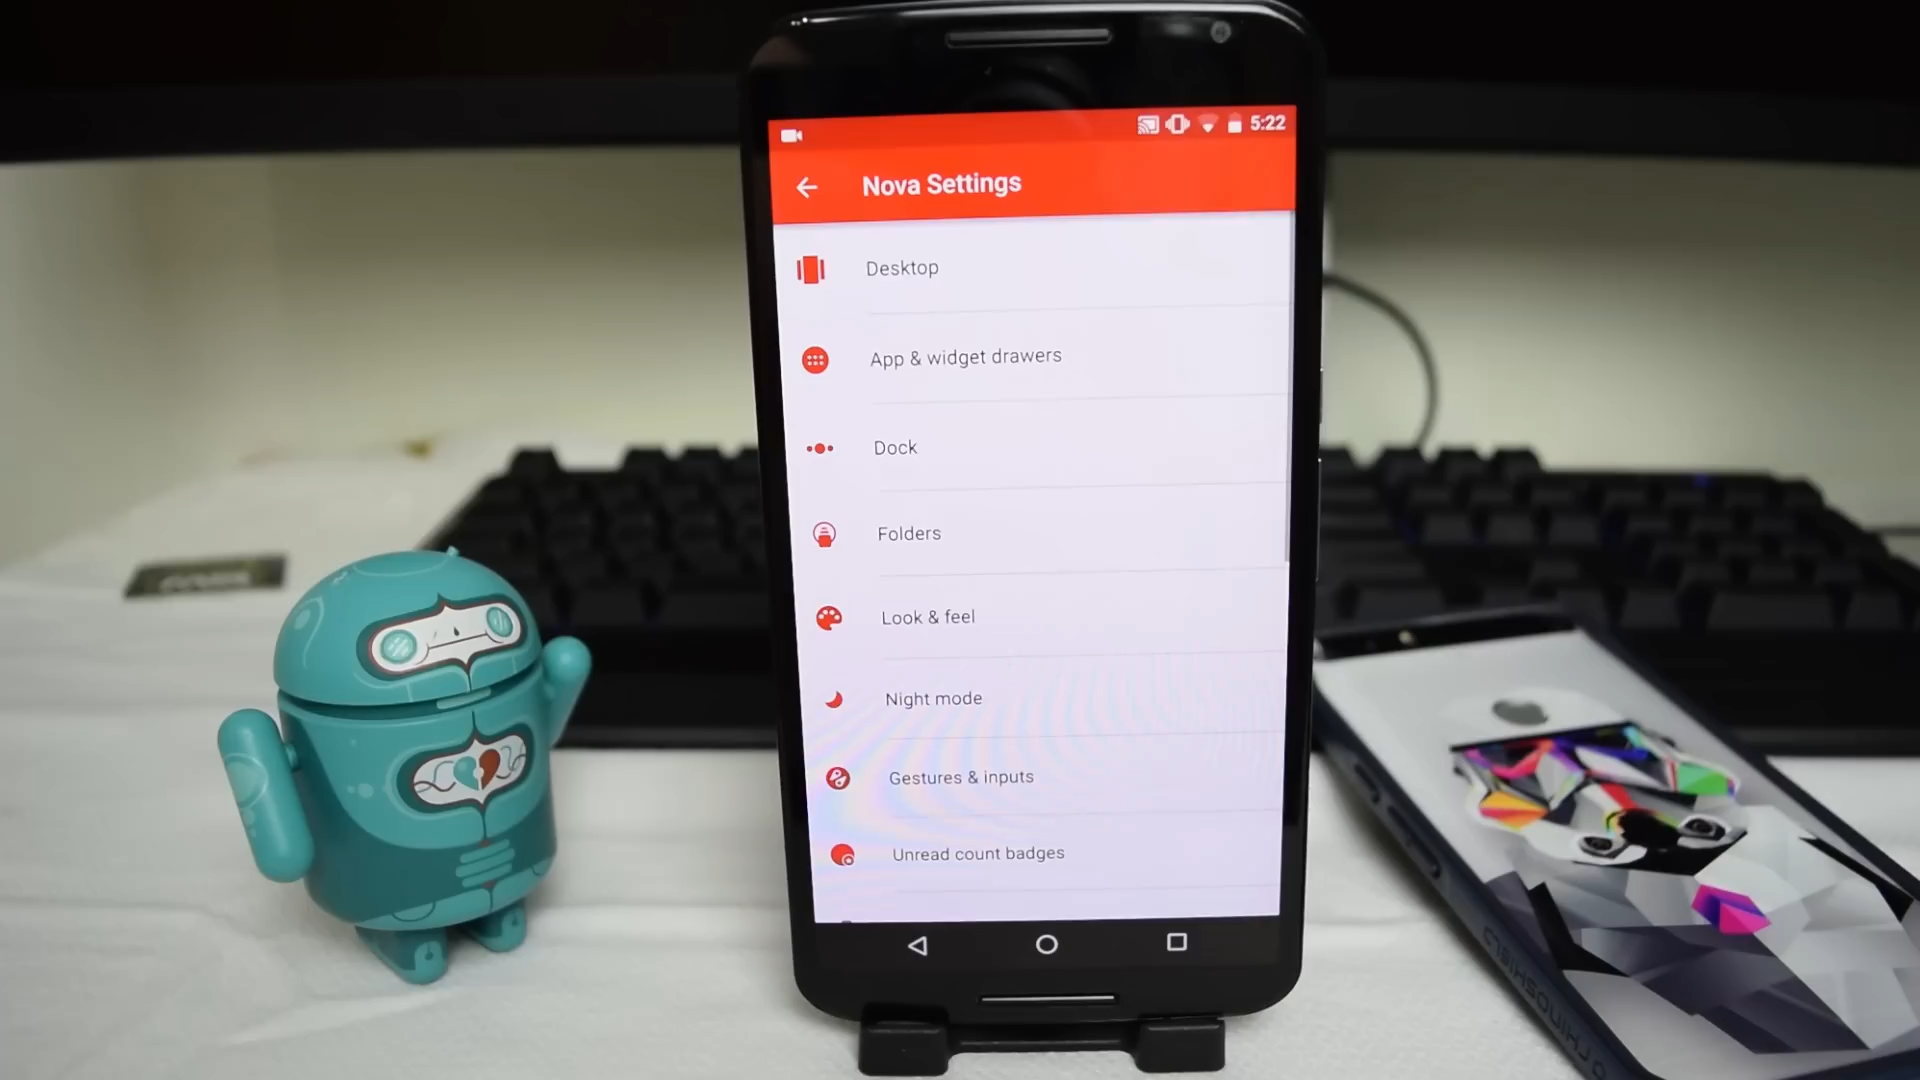 5:22
Nova Settings
Desktop
App & widget drawers
Dock
Folders
Look & feel
Night mode
Gestures & inputs
Unread count badges